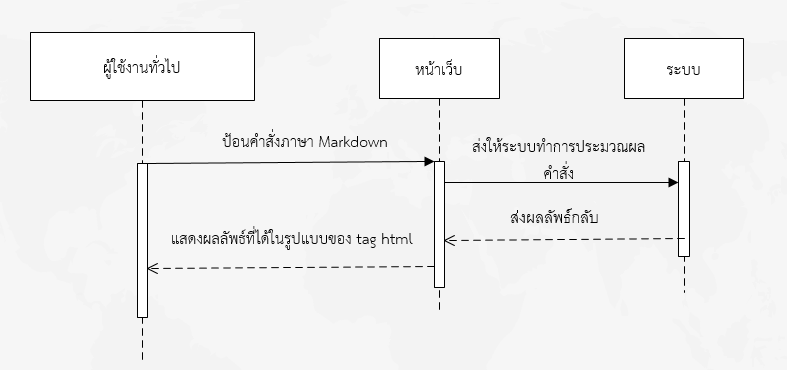 ผู้ใช้งานทั่วไป
หน้าเว็บ
ระบบ
ป้อนคำสั่งภาษา Markdown
ส่งให้ระบบทำการประมวณผล
คำสั่ง
ส่งผลลัพธ์กลับ
แสดงผลลัพธ์ที่ได้ในรูปแบบของ tag html